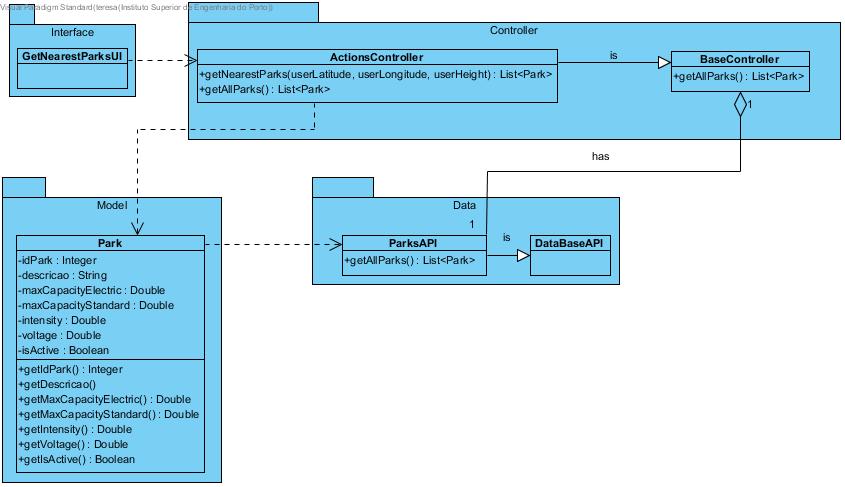 Visual Paradigm Standard(teresa(Instituto Superior de Engenharia do Porto))
Interface
GetNearestParksUI
Controller
ActionsController
+getNearestParks(userLatitude, userLongitude, userHeight) : List<Park>
+getAllParks() : List<Park>
is
BaseController
+getAllParks() : List<Park>
1
has
Model
Park
-idPark : Integer
-descricao : String
-maxCapacityElectric : Double
-maxCapacityStandard : Double
-intensity : Double
-voltage : Double
-isActive : Boolean
+getIdPark() : Integer
+getDescricao()
+getMaxCapacityElectric() : Double
+getMaxCapacityStandard() : Double
+getIntensity() : Double
+getVoltage() : Double
+getIsActive() : Boolean
Data
1
ParksAPI
+getAllParks() : List<Park>
is
DataBaseAPI